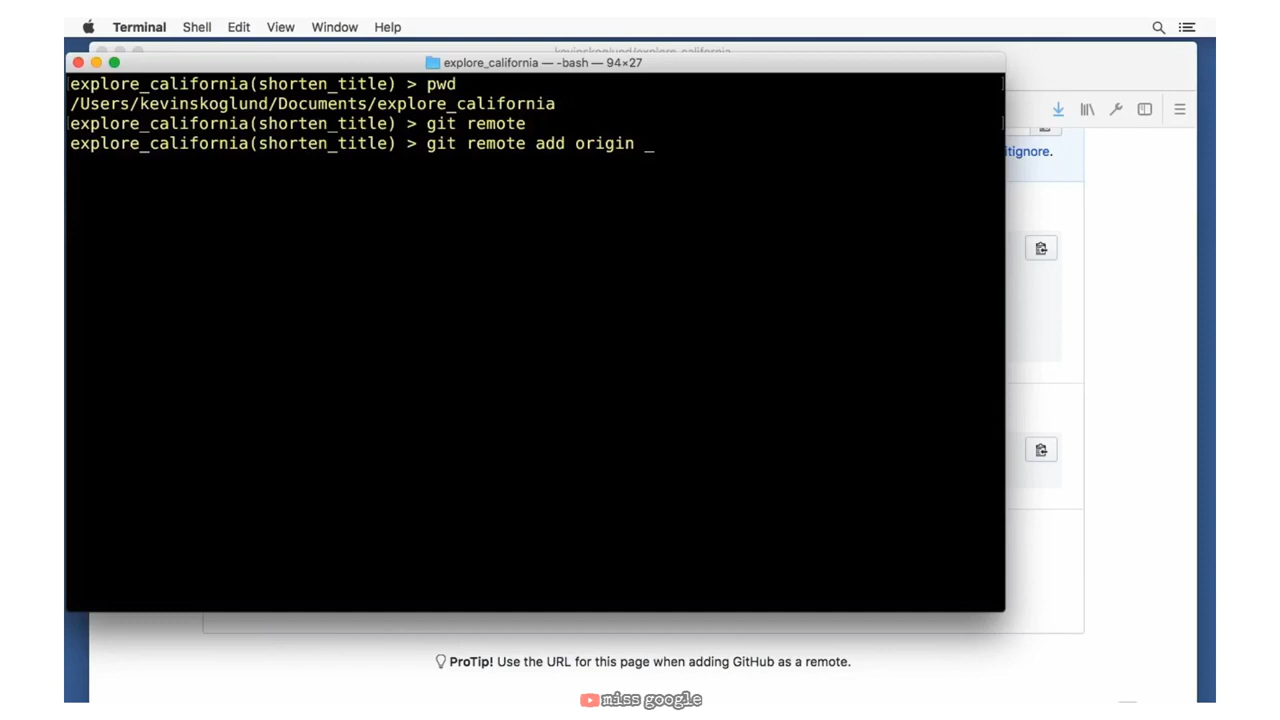 Terminal Shell Edit View Window Help
kevinskoglund/explore_california
explore_california — -bash — 94×27
explore_california(shorten_title) > pwd
/Users/kevinskoglund/Documents/explore_california
explore_california(shorten_title) > git remote
explore_california(shorten_title) > git remote add origin _
itignore.
ProTip! Use the URL for this page when adding GitHub as a remote.
miss google